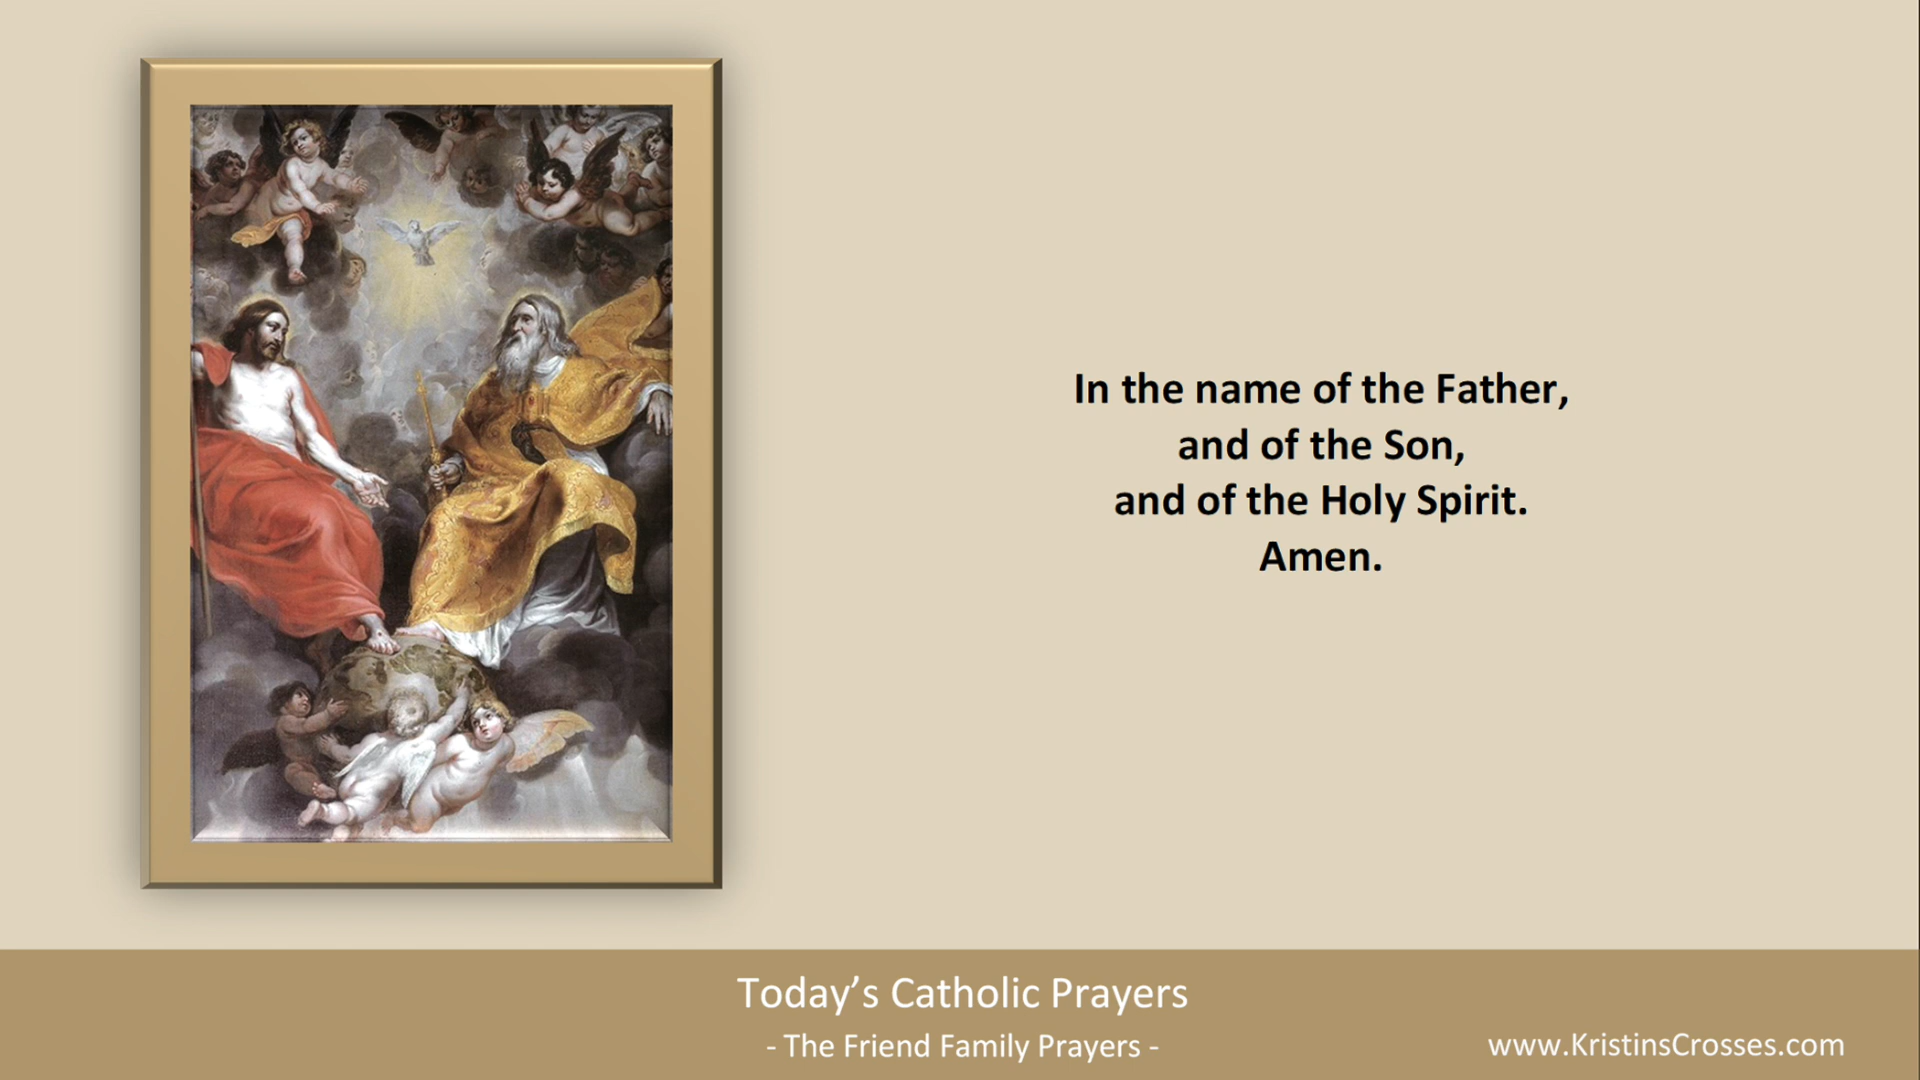 In the name of the Father,
and of the Son,
and of the Holy Spirit.
Amen.
Today’s Catholic Prayers
- The Friend Family Prayers -
www.KristinsCrosses.com